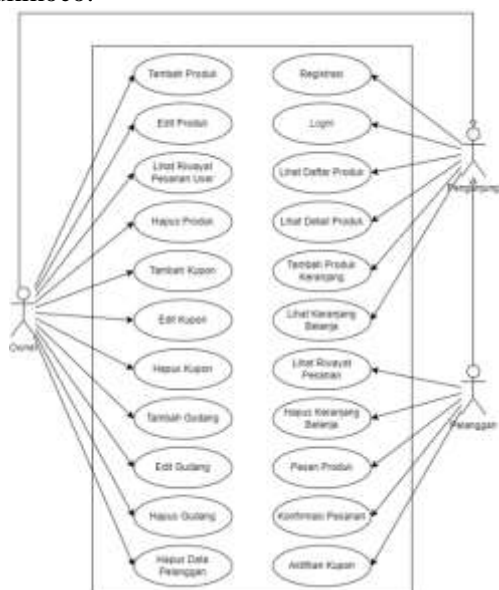 Tambah Produk
Edit Produk
Lihat Riwayat
Pesanan User
Hapus Produk
Tambah Kupon
Edit Kupon
Hapus Kupon
Tambah Gudang
Edit Gudang
Hapus Gudang
Hapus Data
Pelanggan
Registrasi
Login
Lihat Daftar Produk
Lihat Detail Produk
Tambah Produk
Keranjang
Lihat Keranjang
Belanja
Lihat Riwayat
Pesanan
Hapus Keranjang
Belanja
Pesan Produk
Konfirmasi Pesanan
Aktifkan Kupon
Owner
Pengunjung
Pelanggan